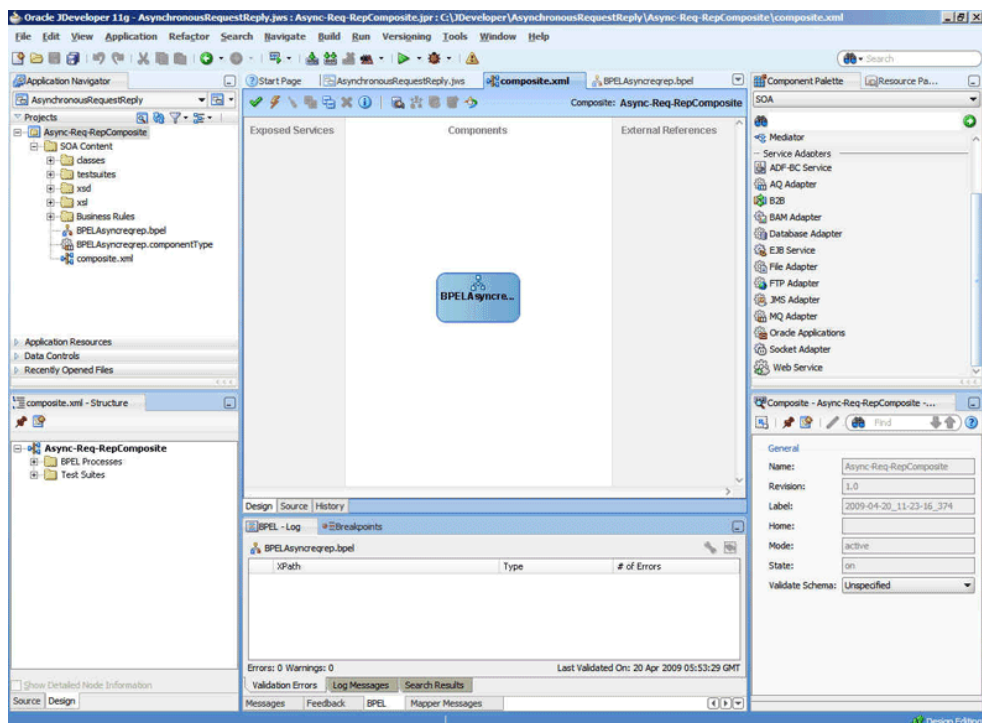 Oracle JDeveloper 11g - AsynchronousRequestReply.jws : Async-Req-RepComposite.jpr : C:\JDeveloper\AsynchronousRequestReply\Async-Req-RepComposite\composite.xml
File Edit View Application Refactor Search Navigate Build Run Versioning Tools Window Help
Search
Application Navigator
AsynchronousRequestReply
Projects
Async-Req-RepComposite
SOA Content
classes
testsuites
xsd
xsl
Business Rules
BPELAsyncreqrep.bpel
BPELAsyncreqrep.componentType
composite.xml
Application Resources
Data Controls
Recently Opened Files
composite.xml - Structure
Async-Req-RepComposite
BPEL Processes
Test Suites
Show Detailed Node Information
Source Design
Start Page AsynchronousRequestReply.jws composite.xml BPELAsyncreqrep.bpel
Composite: Async-Req-RepComposite
Exposed Services Components External References
BPELAsyncre...
Design Source History
BPEL - Log Breakpoints
BPELAsyncreqrep.bpel
XPath Type # of Errors
Errors: 0 Warnings: 0 Last Validated On: 20 Apr 2009 05:53:29 GMT
Validation Errors Log Messages Search Results
Messages Feedback BPEL Mapper Messages
Component Palette Resource Pa...
SOA
Mediator
Service Adapters
ADF-BC Service
AQ Adapter
B2B
BAM Adapter
Database Adapter
EJB Service
File Adapter
FTP Adapter
JMS Adapter
MQ Adapter
Oracle Applications
Socket Adapter
Web Service
Composite - Async-Req-RepComposite -...
Find
General
Name: Async-Req-RepComposite
Revision: 1.0
Label: 2009-04-20_11-23-16_374
Home:
Mode: active
State: on
Validate Schema: Unspecified
Design Editing